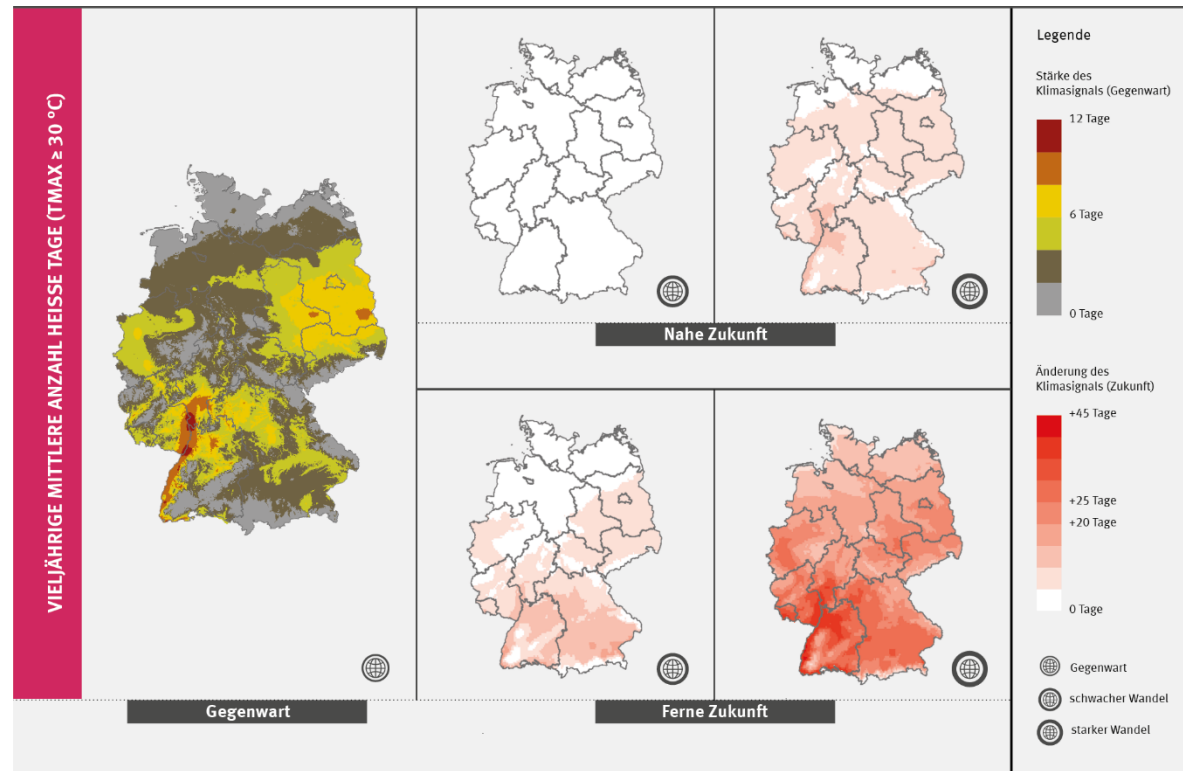 VIELJÄHRIGE MITTLERE ANZAHL HEISSE TAGE (TMAX ≥ 30 °C)
Gegenwart
Nahe Zukunft
Ferne Zukunft
Legende
Stärke des
Klimasignals (Gegenwart)
12 Tage
6 Tage
0 Tage
Änderung des
Klimasignals (Zukunft)
+45 Tage
+25 Tage
+20 Tage
0 Tage
Gegenwart
schwacher Wandel
starker Wandel